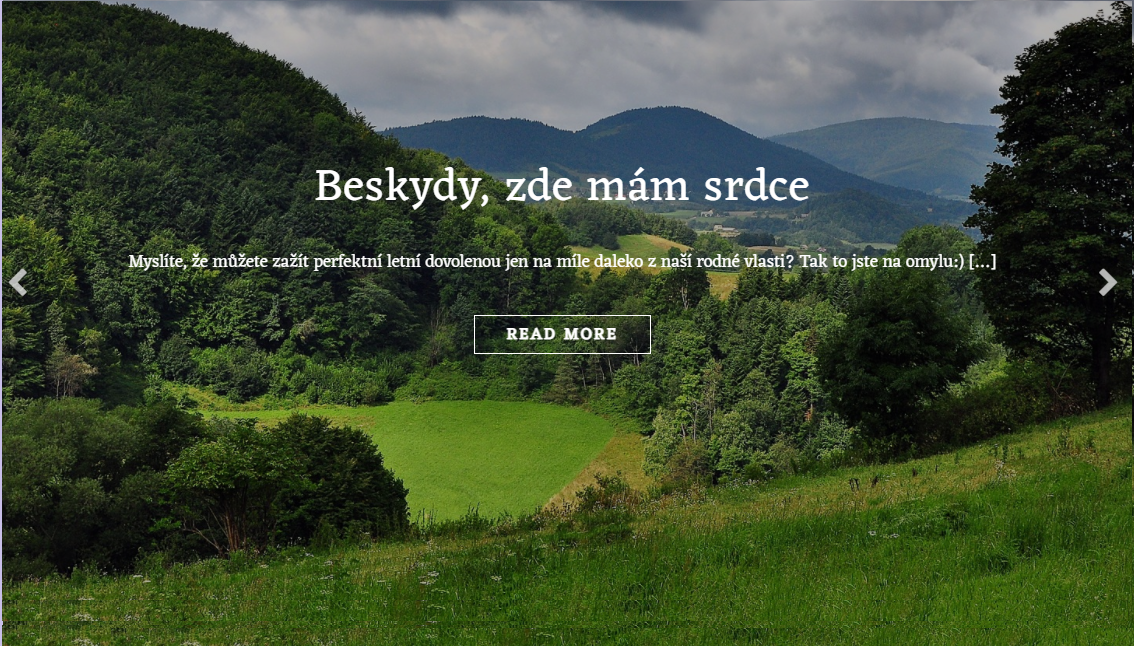 Beskydy, zde mám srdce
Myslíte, že můžete zažít perfektní letní dovolenou jen na míle daleko z naší rodné vlasti? Tak to jste na omylu:) [...]
READ MORE